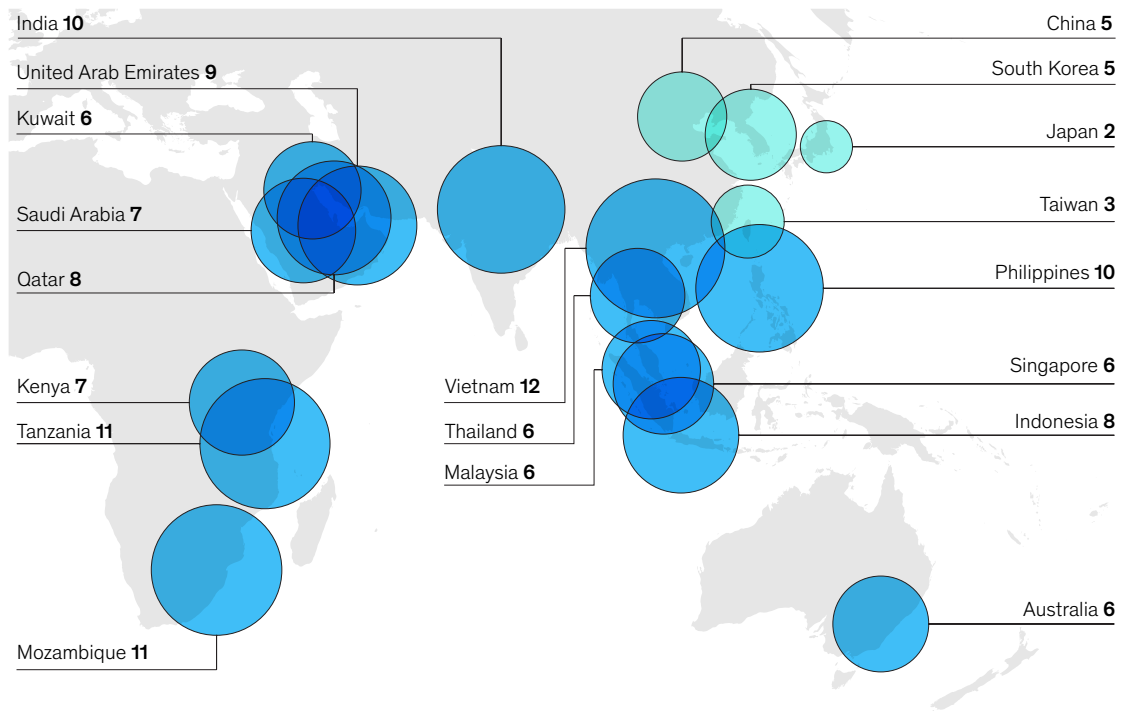 India 10
United Arab Emirates 9
Kuwait 6
Saudi Arabia 7
Qatar 8
Kenya 7
Tanzania 11
Mozambique 11
Vietnam 12
Thailand 6
Malaysia 6
China 5
South Korea 5
Japan 2
Taiwan 3
Philippines 10
Singapore 6
Indonesia 8
Australia 6